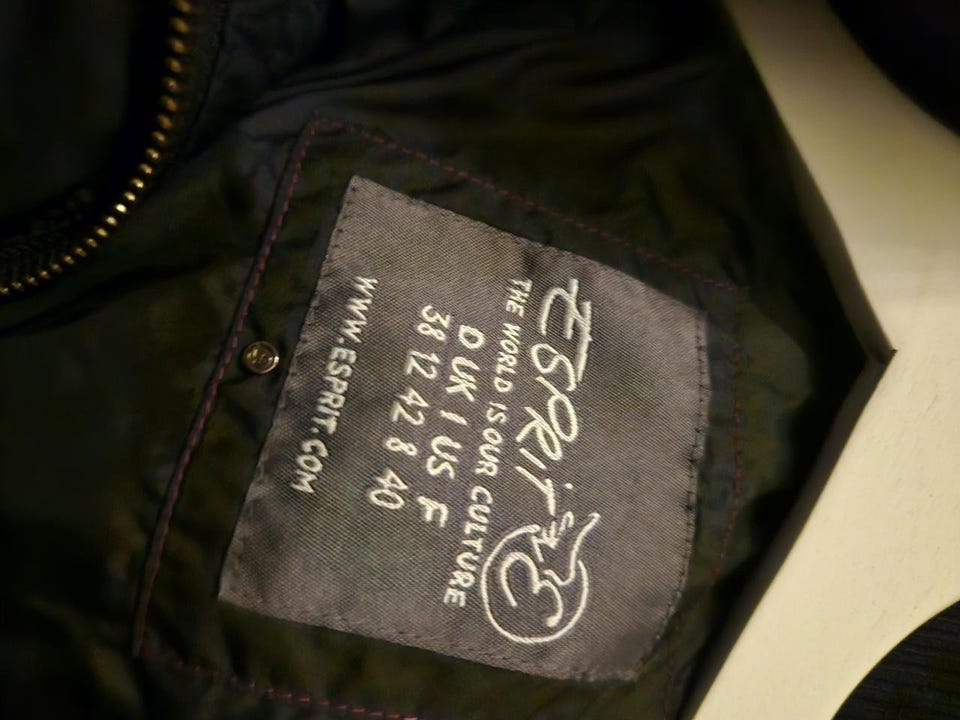 ESPRIT
THE WORLD IS OUR CULTURE
D UK I US F
38 12 42 8 40
WWW.ESPRIT.COM